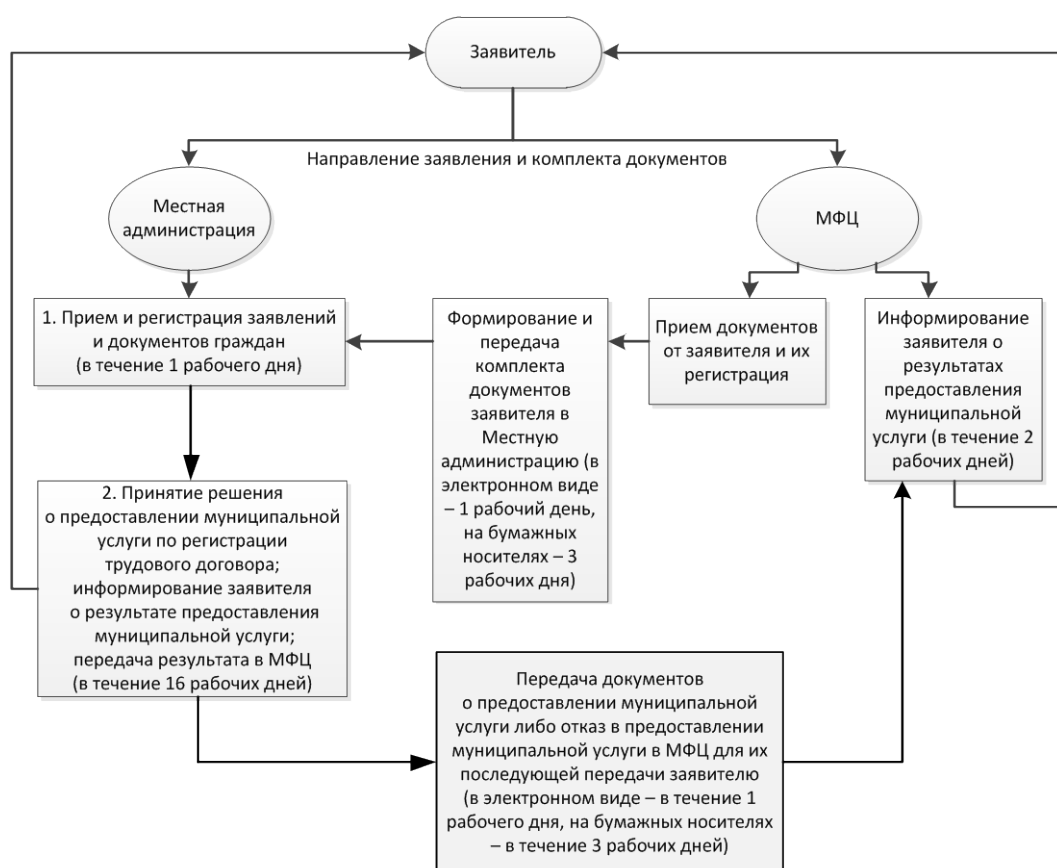 Заявитель
Направление заявления и комплекта документов
Местная
администрация
МФЦ
1. Прием и регистрация заявлений
и документов граждан
(в течение 1 рабочего дня)
Формирование и
передача
комплекта
документов
заявителя в
Местную
администрацию (в
электронном виде
– 1 рабочий день,
на бумажных
носителях – 3
рабочих дня)
Прием документов
от заявителя и их
регистрация
Информирование
заявителя о
результатах
предоставления
муниципальной
услуги (в течение 2
рабочих дней)
2. Принятие решения
о предоставлении муниципальной
услуги по регистрации
трудового договора;
информирование заявителя
о результате предоставления
муниципальной услуги;
передача результата в МФЦ
(в течение 16 рабочих дней)
Передача документов
о предоставлении муниципальной
услуги либо отказ в предоставлении
муниципальной услуги в МФЦ для их
последующей передачи заявителю
(в электронном виде – в течение 1
рабочего дня, на бумажных носителях
– в течение 3 рабочих дней)